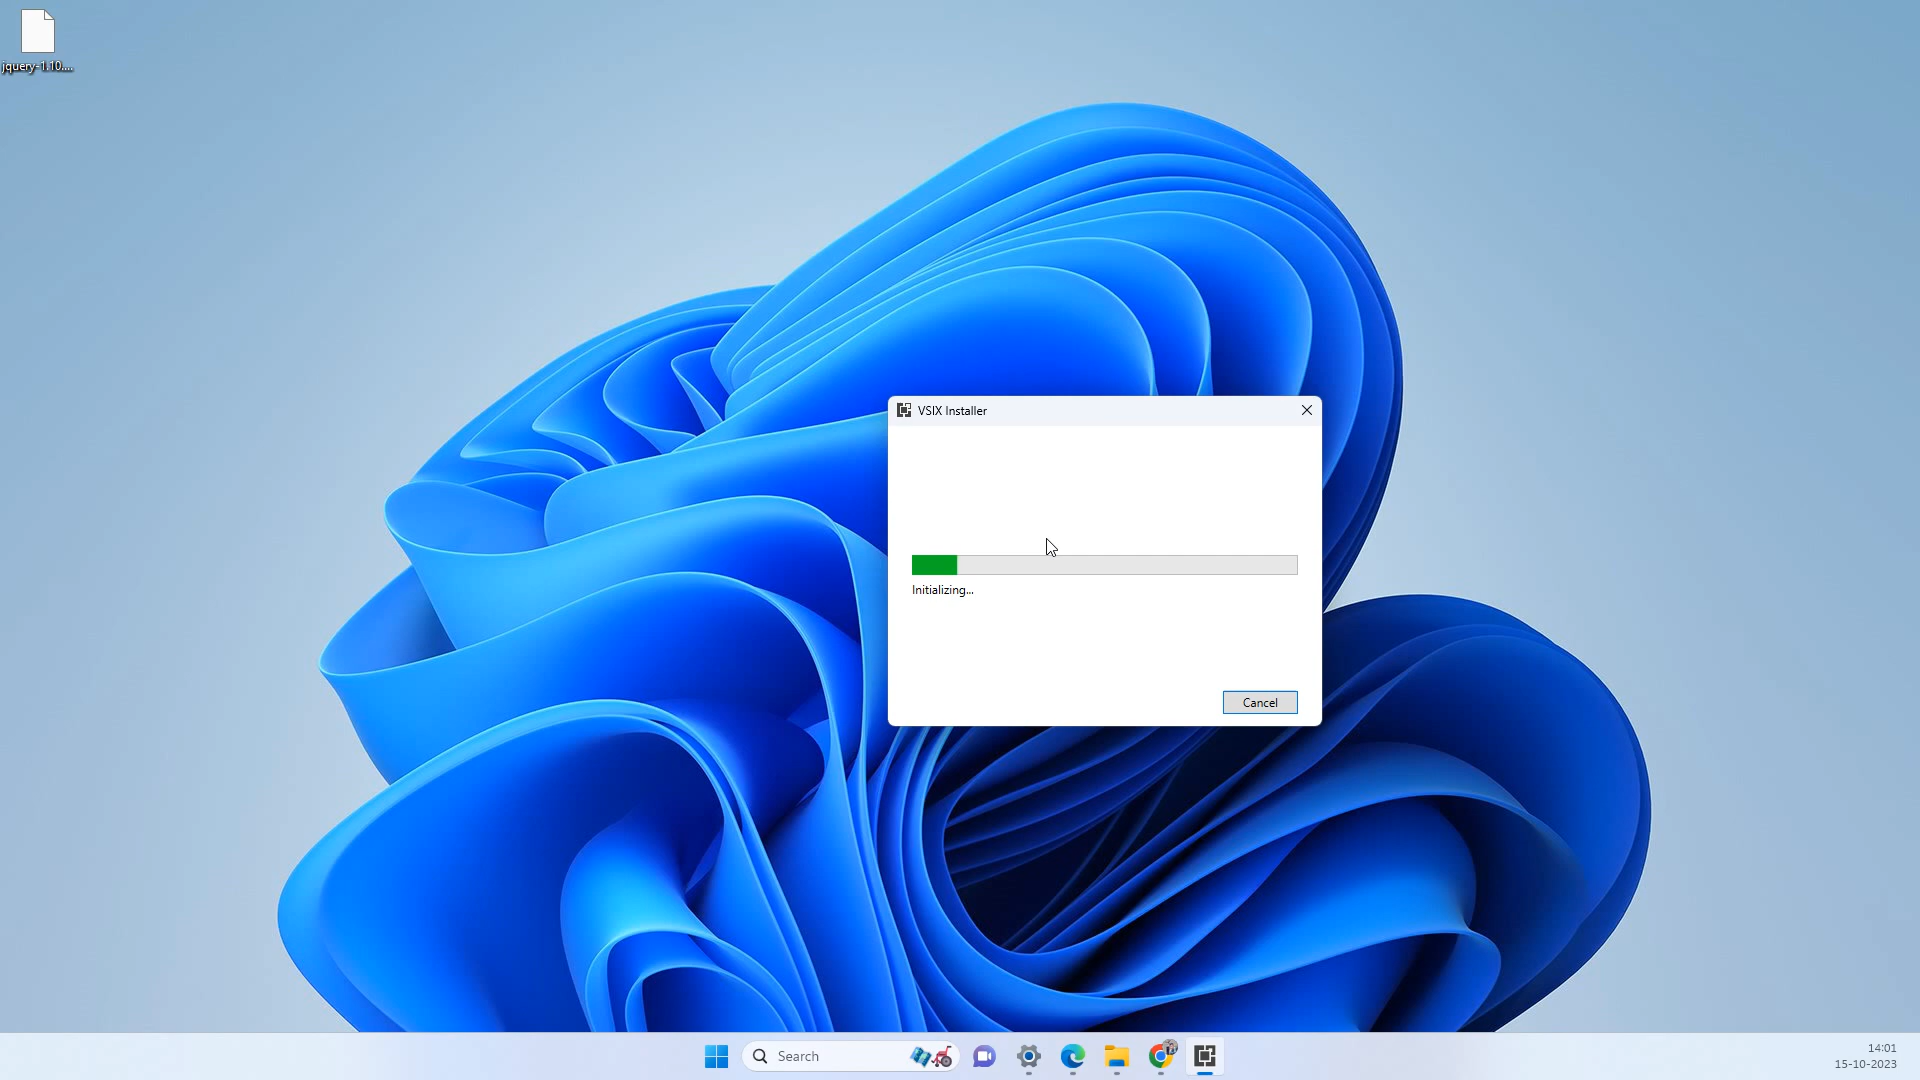 jquery-1.10....
VSIX Installer
Initializing...
Cancel
Search
14:01
15-10-2023